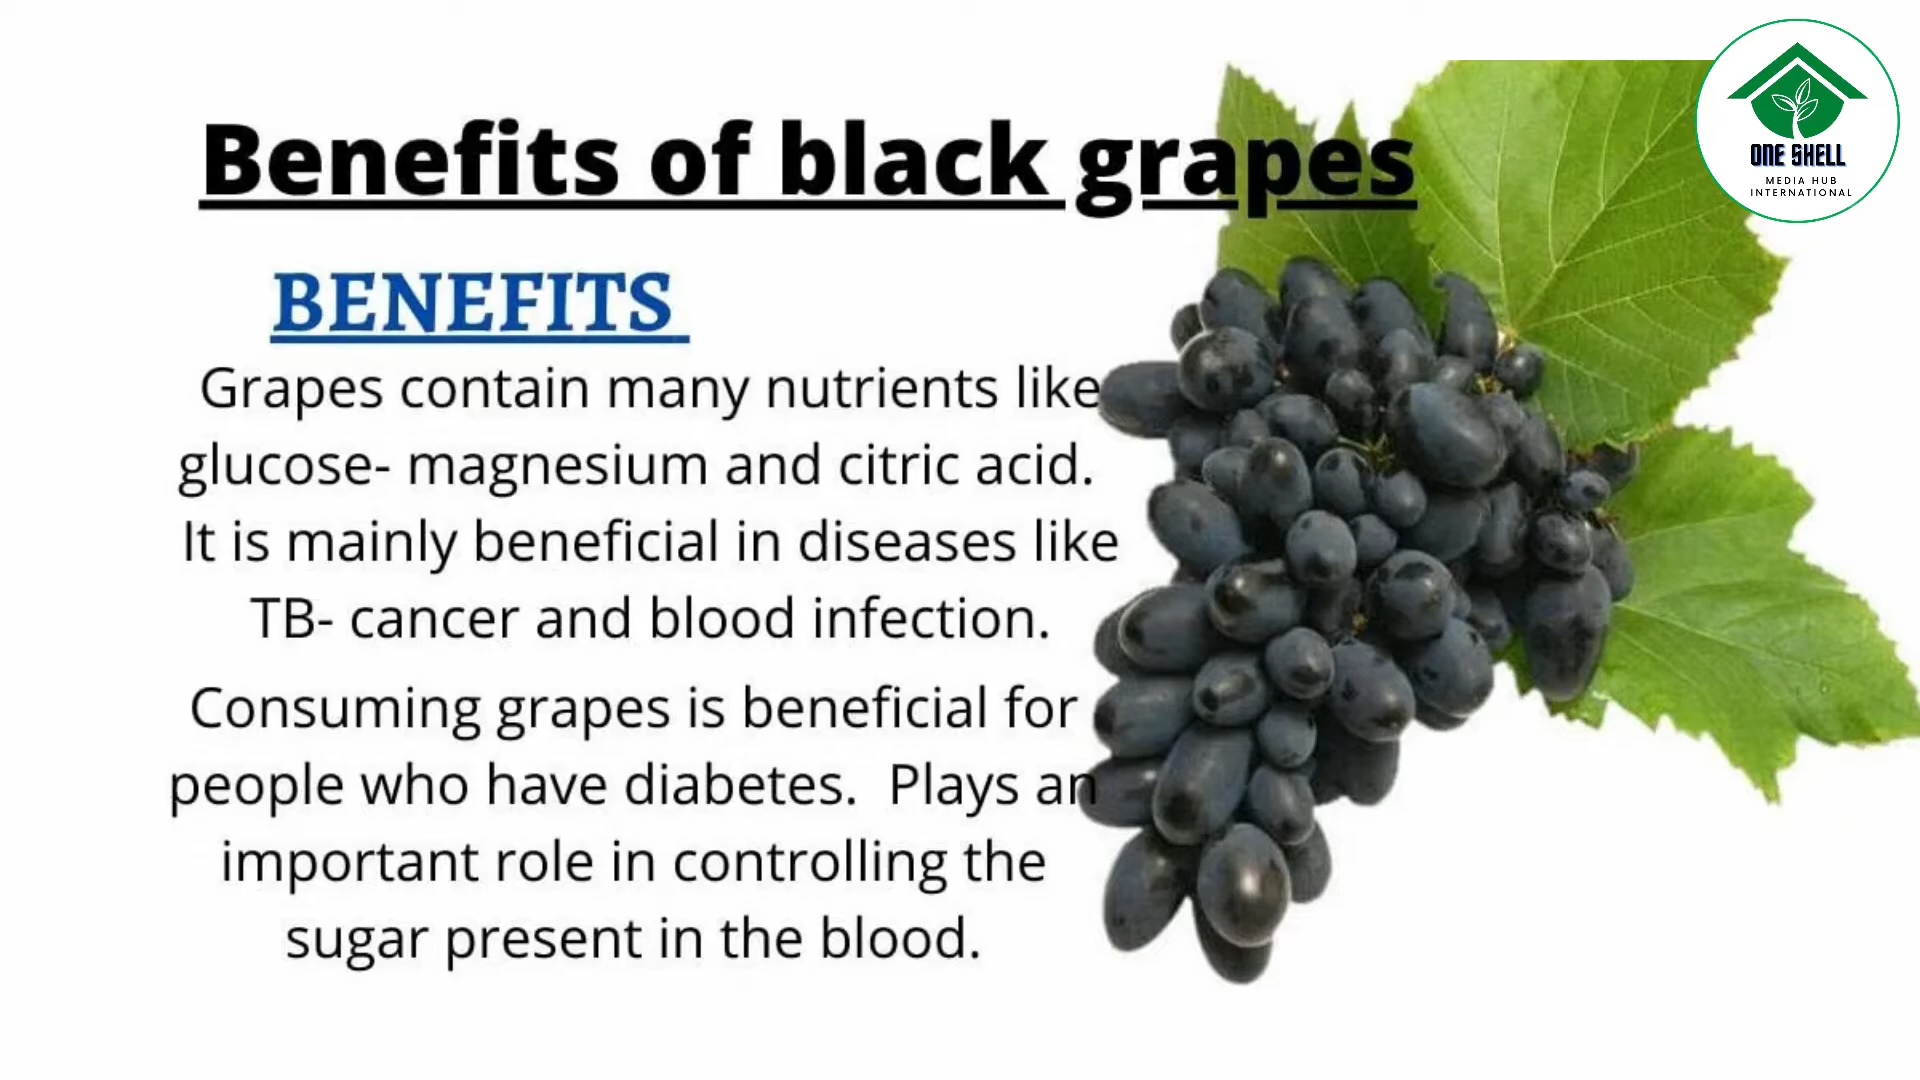 Benefits of black grapes
BENEFITS
Grapes contain many nutrients like
glucose- magnesium and citric acid.
It is mainly beneficial in diseases like
TB- cancer and blood infection.
Consuming grapes is beneficial for
people who have diabetes.  Plays an
important role in controlling the
sugar present in the blood.
ONE SHELL
MEDIA HUB
INTERNATIONAL